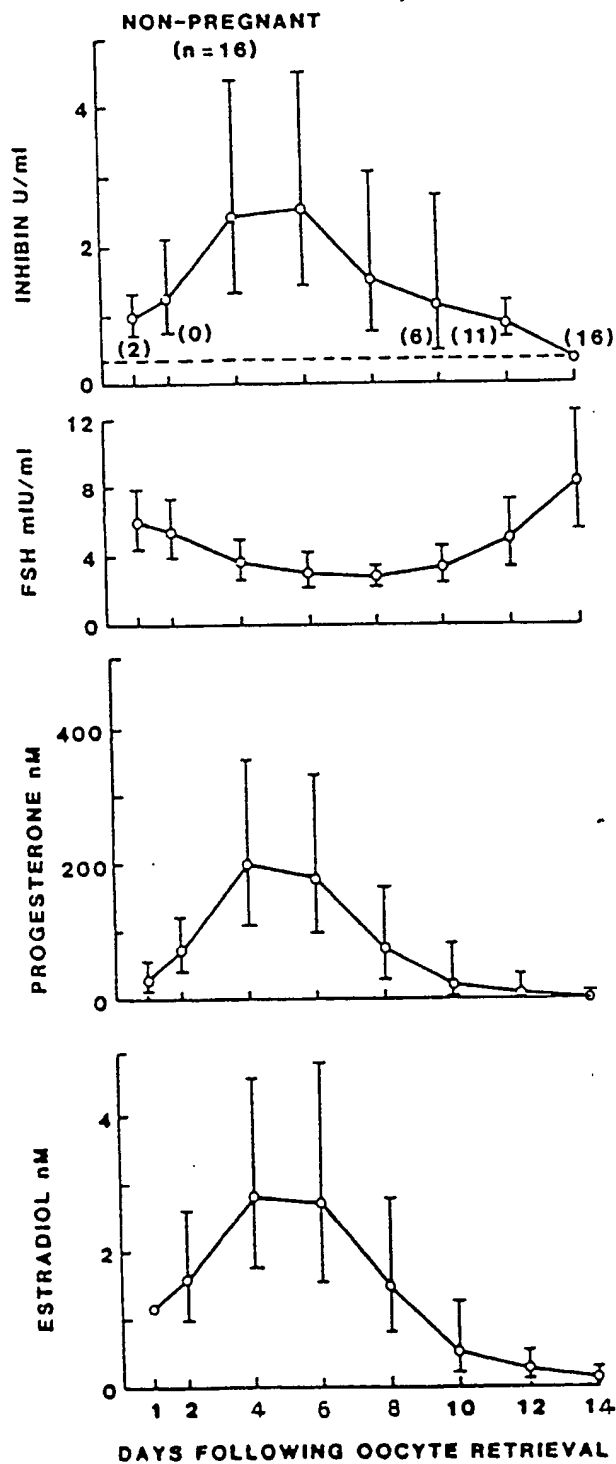 NON-PREGNANT
(n=16)
INHIBIN U/ml
4
2
0
(2)
(0)
(6)
(11)
(16)
FSH mIU/ml
12
8
4
0
PROGESTERONE nM
400
200
0
ESTRADIOL nM
4
2
0
1 2 4 6 8 10 12 14
DAYS FOLLOWING OOCYTE RETRIEVAL